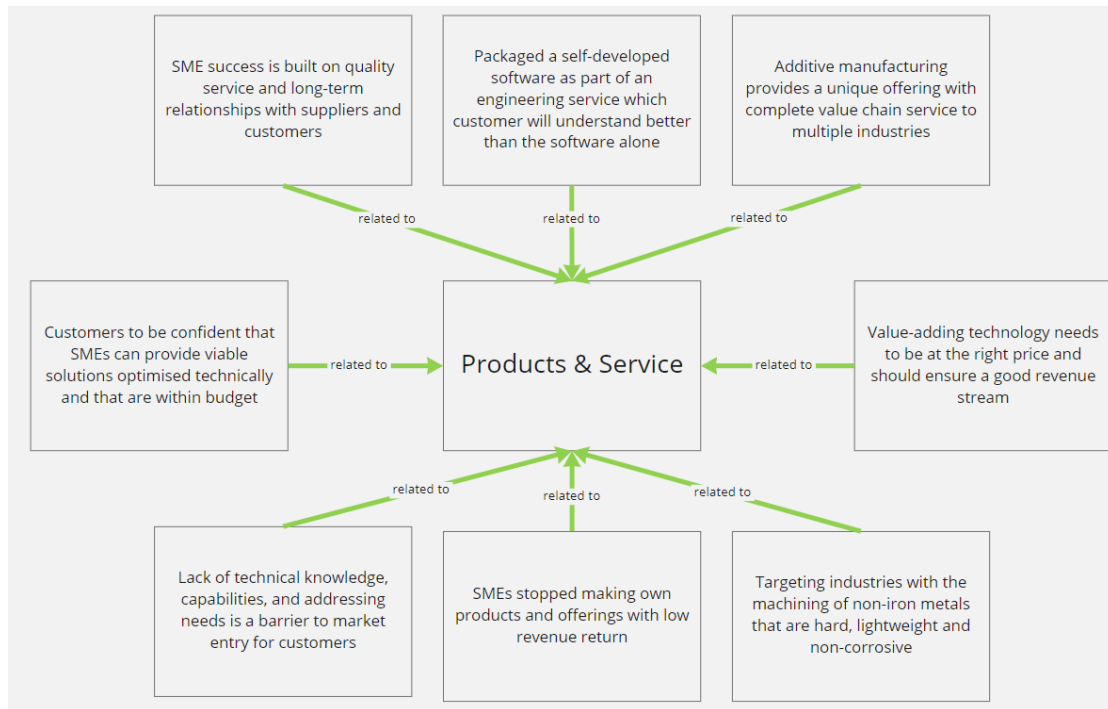 SME success is built on quality
service and long-term
relationships with suppliers and
customers
Packaged a self-developed
software as part of an
engineering service which
customer will understand better
than the software alone
Additive manufacturing
provides a unique offering with
complete value chain service to
multiple industries
related to
related to
related to
Customers to be confident that
SMEs can provide viable
solutions optimised technically
and that are within budget
related to
Products & Service
related to
Value-adding technology needs
to be at the right price and
should ensure a good revenue
stream
related to
related to
related to
Lack of technical knowledge,
capabilities, and addressing
needs is a barrier to market
entry for customers
SMEs stopped making own
products and offerings with low
revenue return
Targeting industries with the
machining of non-iron metals
that are hard, lightweight and
non-corrosive